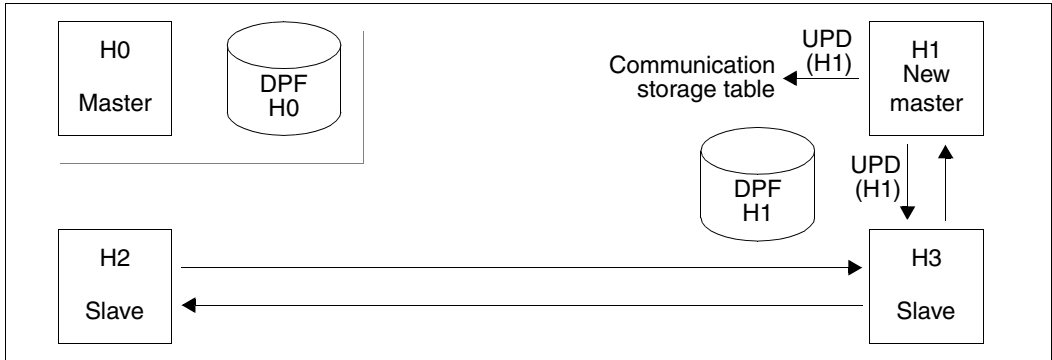 H0
Master
DPF
H0
Communication
storage table
UPD
(H1)
H1
New
master
DPF
H1
UPD
(H1)
H2
Slave
H3
Slave